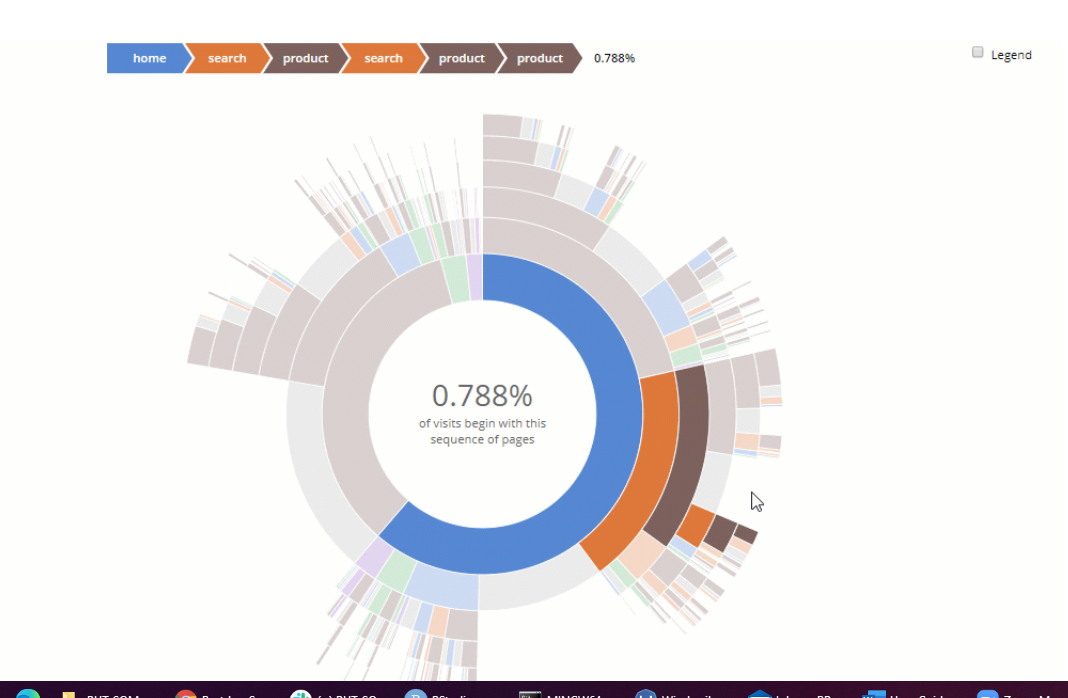 home
search
product
search
product
product
0.788%
Legend
0.788%
of visits begin with this
sequence of pages